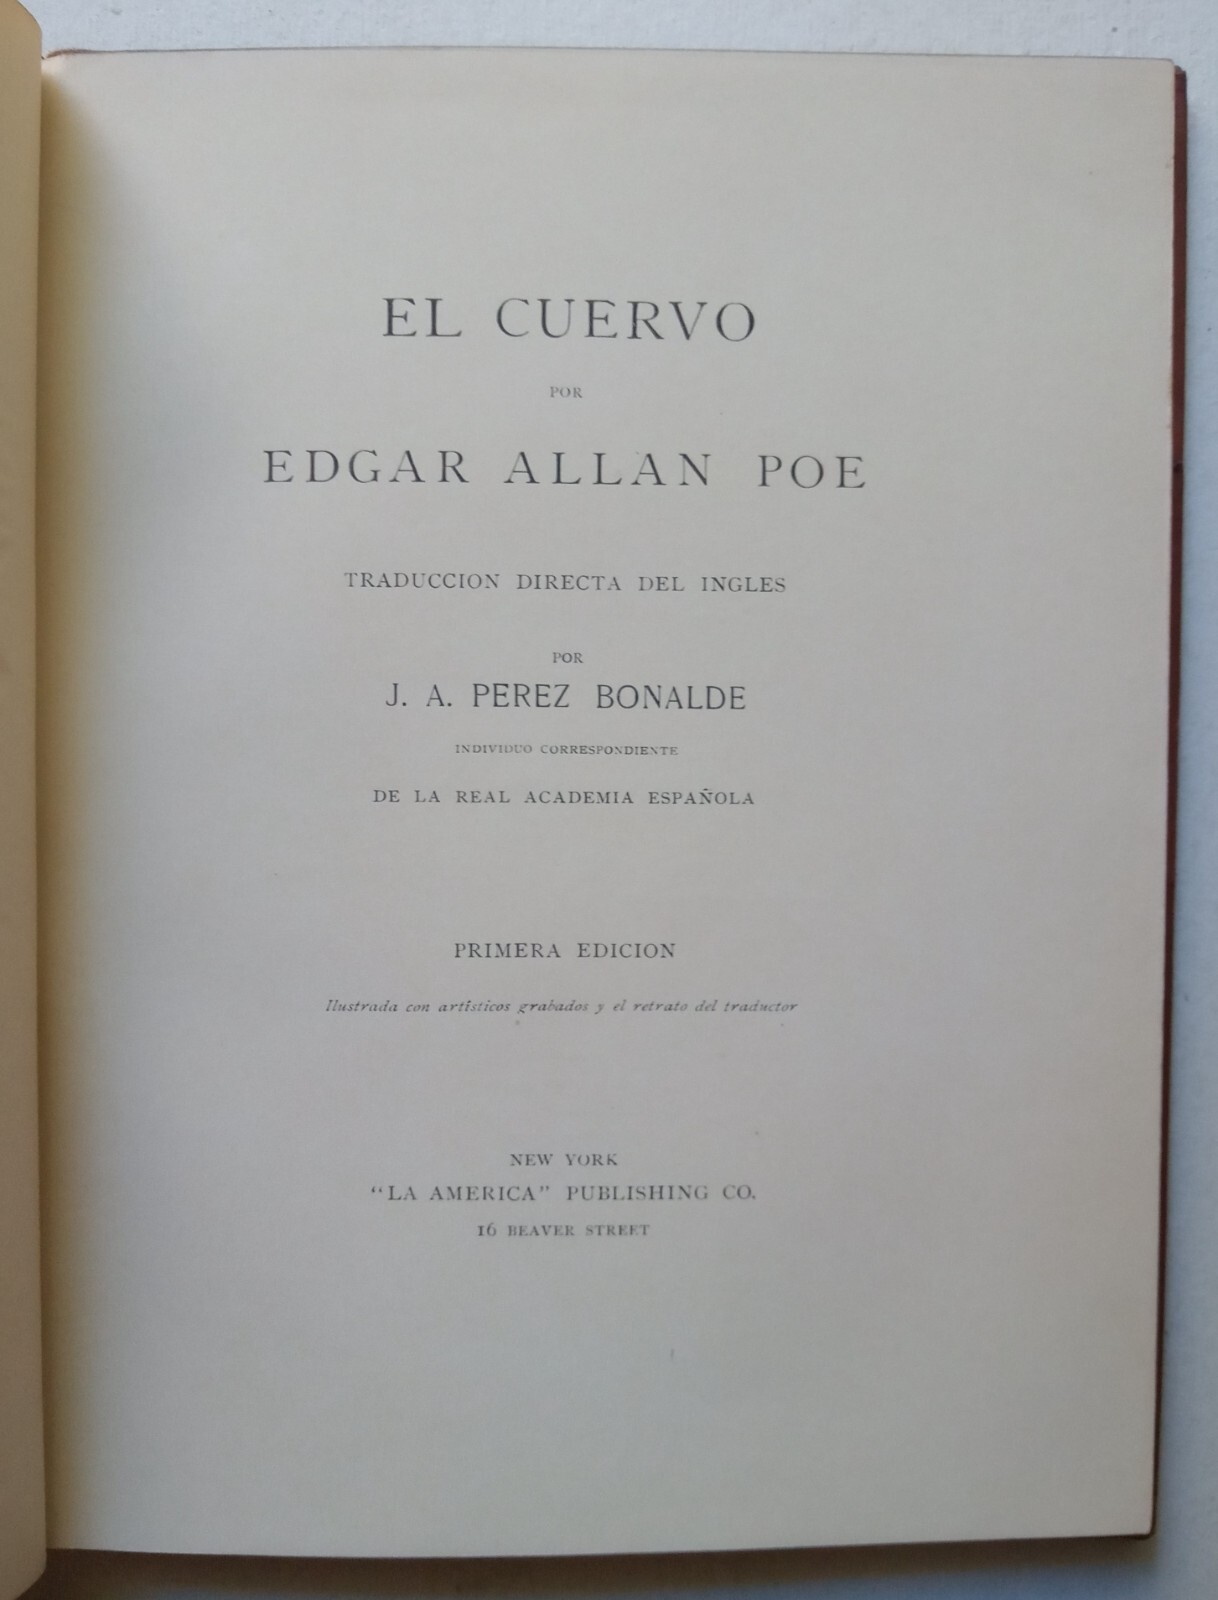 EL CUERVO
POR
EDGAR ALLAN POE
TRADUCCION DIRECTA DEL INGLES
POR
J. A. PEREZ BONALDE
INDIVIDUO CORRESPONDIENTE
DE LA REAL ACADEMIA ESPAÑOLA
PRIMERA EDICION
Ilustrada con artísticos grabados y el retrato del traductor
NEW YORK
"LA AMERICA" PUBLISHING CO.
16 BEAVER STREET